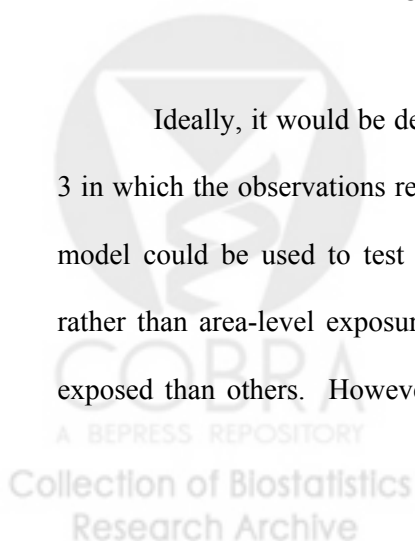 Ideally, it would be de
3 in which the observations re
model could be used to test
rather than area-level exposur
exposed than others. Howeve
COBRA
A BEPRESS REPOSITORY
Collection of Biostatistics
Research Archive